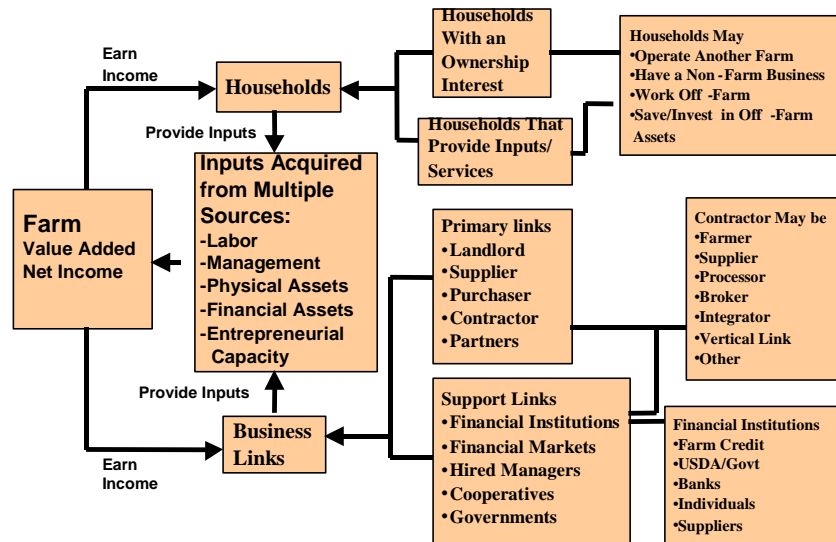 Earn
Income
Households
Provide Inputs
Households
With an
Ownership
Interest
Households That
Provide Inputs/
Services
Households May
•Operate Another Farm
•Have a Non -Farm Business
•Work Off -Farm
•Save/Invest in Off -Farm
Assets
Farm
Value Added
Net Income
Inputs Acquired
from Multiple
Sources:
-Labor
-Management
-Physical Assets
-Financial Assets
-Entrepreneurial
Capacity
Provide Inputs
Business
Links
Earn
Income
Primary links
•Landlord
•Supplier
•Purchaser
•Contractor
•Partners
Support Links
•Financial Institutions
•Financial Markets
•Hired Managers
•Cooperatives
•Governments
Contractor May be
•Farmer
•Supplier
•Processor
•Broker
•Integrator
•Vertical Link
•Other
Financial Institutions
•Farm Credit
•USDA/Govt
•Banks
•Individuals
•Suppliers